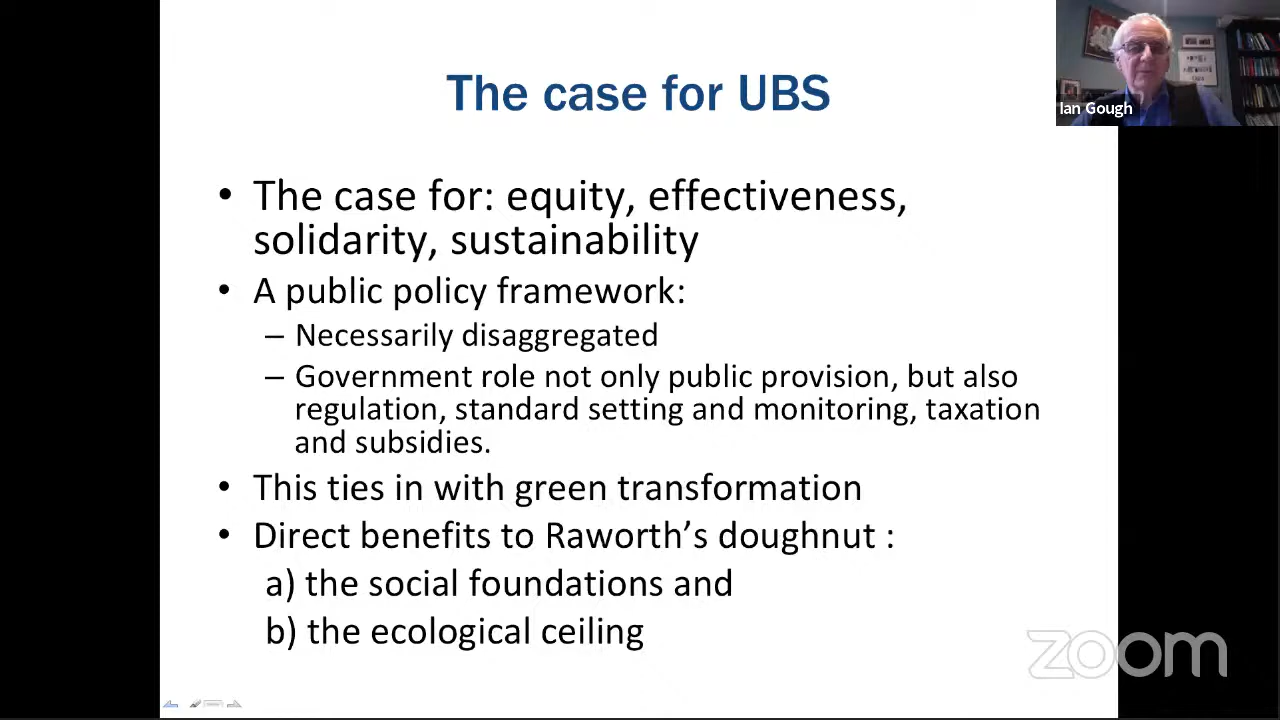 The case for UBS
Ian Gough
• The case for: equity, effectiveness,
solidarity, sustainability
• A public policy framework:
– Necessarily disaggregated
– Government role not only public provision, but also
regulation, standard setting and monitoring, taxation
and subsidies.
• This ties in with green transformation
• Direct benefits to Raworth’s doughnut :
a) the social foundations and
b) the ecological ceiling
zoom